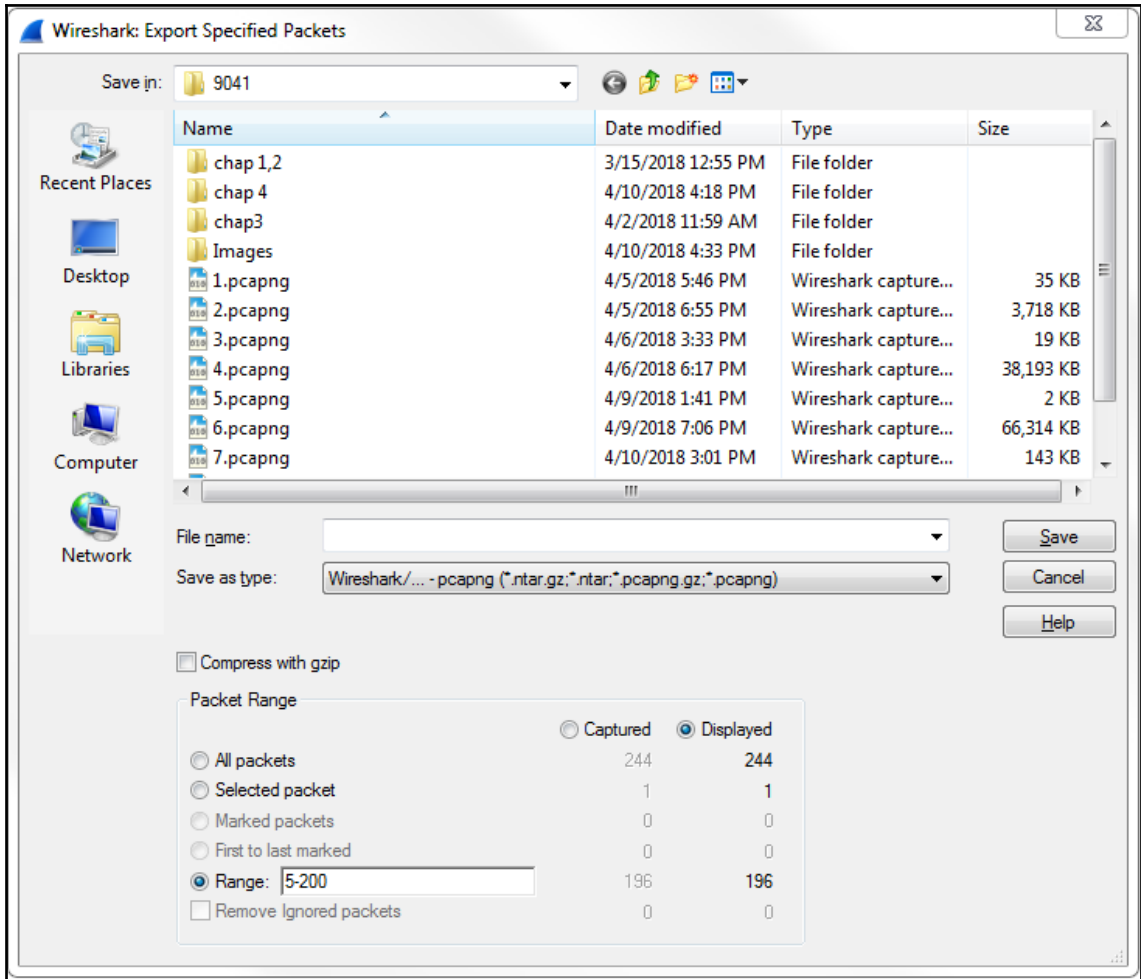 Wireshark: Export Specified Packets
Save in: 9041
Name Date modified Type Size
chap 1,2 3/15/2018 12:55 PM File folder
chap 4 4/10/2018 4:18 PM File folder
chap3 4/2/2018 11:59 AM File folder
Images 4/10/2018 4:33 PM File folder
1.pcapng 4/5/2018 5:46 PM Wireshark capture... 35 KB
2.pcapng 4/5/2018 6:55 PM Wireshark capture... 3,718 KB
3.pcapng 4/6/2018 3:33 PM Wireshark capture... 19 KB
4.pcapng 4/6/2018 6:17 PM Wireshark capture... 38,193 KB
5.pcapng 4/9/2018 1:41 PM Wireshark capture... 2 KB
6.pcapng 4/9/2018 7:06 PM Wireshark capture... 66,314 KB
7.pcapng 4/10/2018 3:01 PM Wireshark capture... 143 KB
Recent Places
Desktop
Libraries
Computer
Network
File name: Save
Save as type: Wireshark/... - pcapng (*.ntar.gz;*.ntar;*.pcapng.gz;*.pcapng) Cancel
Help
Compress with gzip
Packet Range
Captured Displayed
All packets 244 244
Selected packet 1 1
Marked packets 0 0
First to last marked 0 0
Range: 5-200 196 196
Remove Ignored packets 0 0